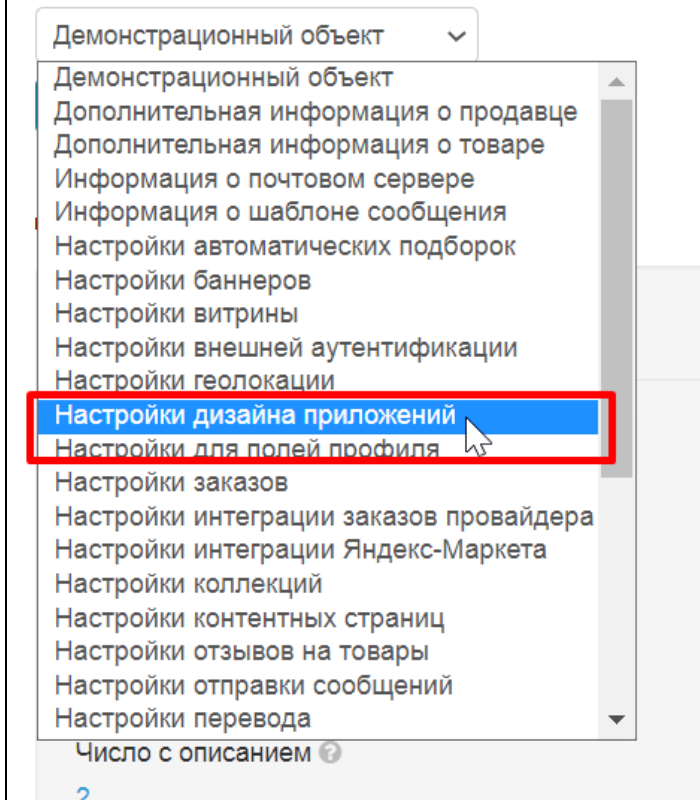 Демонстрационный объект
Демонстрационный объект
Дополнительная информация о продавце
Дополнительная информация о товаре
Информация о почтовом сервере
Информация о шаблоне сообщения
Настройки автоматических подборок
Настройки баннеров
Настройки витрины
Настройки внешней аутентификации
Настройки геолокации
Настройки дизайна приложений
Настройки для полей профиля
Настройки заказов
Настройки интеграции заказов провайдера
Настройки интеграции Яндекс-Маркета
Настройки коллекций
Настройки контентных страниц
Настройки отзывов на товары
Настройки отправки сообщений
Настройки перевода
Число с описанием ?
2